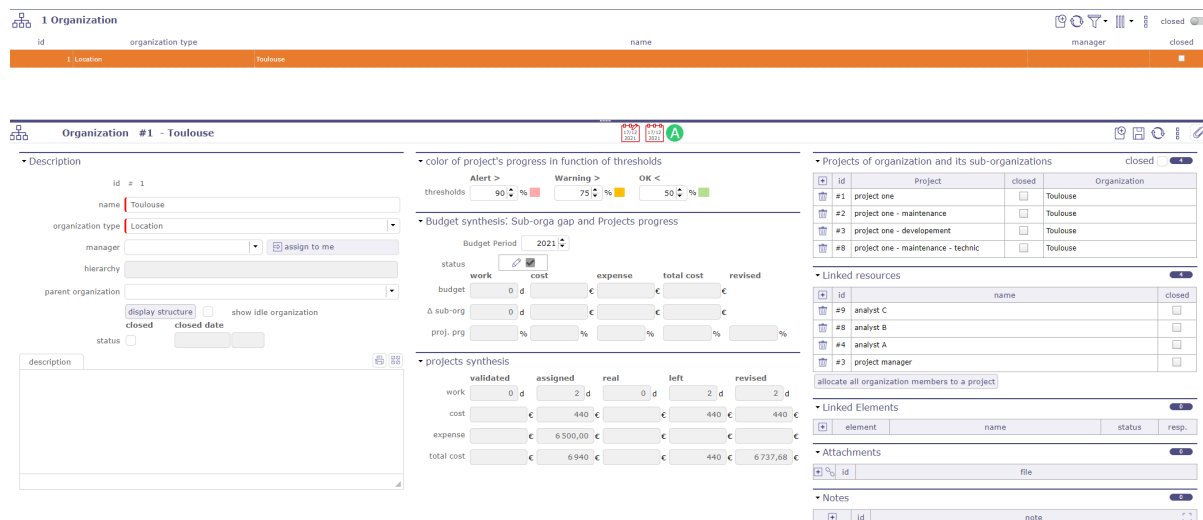 1 Organization
closed
id organization type name manager closed
1 Location Toulouse
Organization #1 - Toulouse
17/12 2021 17/12 2021 A
Description
id # 1
name Toulouse
organization type Location
manager assign to me
hierarchy
parent organization
display structure show idle organization
closed closed date
status
description
color of project's progress in function of thresholds
Alert > Warning > OK <
thresholds 90 % 75 % 50 %
Budget synthesis: Sub-orga gap and Projects progress
Budget Period 2021
status
work cost expense total cost revised
budget 0 d € € €
Δ sub-org 0 d € € €
proj. prg % % % % %
projects synthesis
validated assigned real left revised
work 0 d 2 d 0 d 2 d 2 d
cost € 440 € € 440 € 440 €
expense € 6 500,00 € € € €
total cost € 6 940 € € 440 € 6 737,68 €
Projects of organization and its sub-organizations closed 4
id Project closed Organization
#1 project one Toulouse
#2 project one - maintenance Toulouse
#3 project one - developement Toulouse
#8 project one - maintenance - technic Toulouse
Linked resources 4
id name closed
#9 analyst C
#8 analyst B
#4 analyst A
#3 project manager
allocate all organization members to a project
Linked Elements 0
element name status resp.
Attachments 0
id file
Notes 0
id note